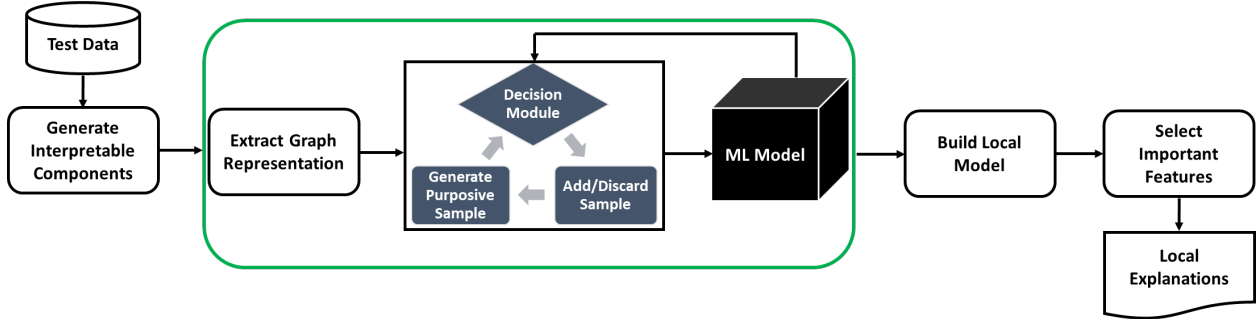 Test Data
Generate
Interpretable
Components
Extract Graph
Representation
Decision
Module
Generate
Purposive
Sample
Add/Discard
Sample
ML Model
Build Local
Model
Select
Important
Features
Local
Explanations